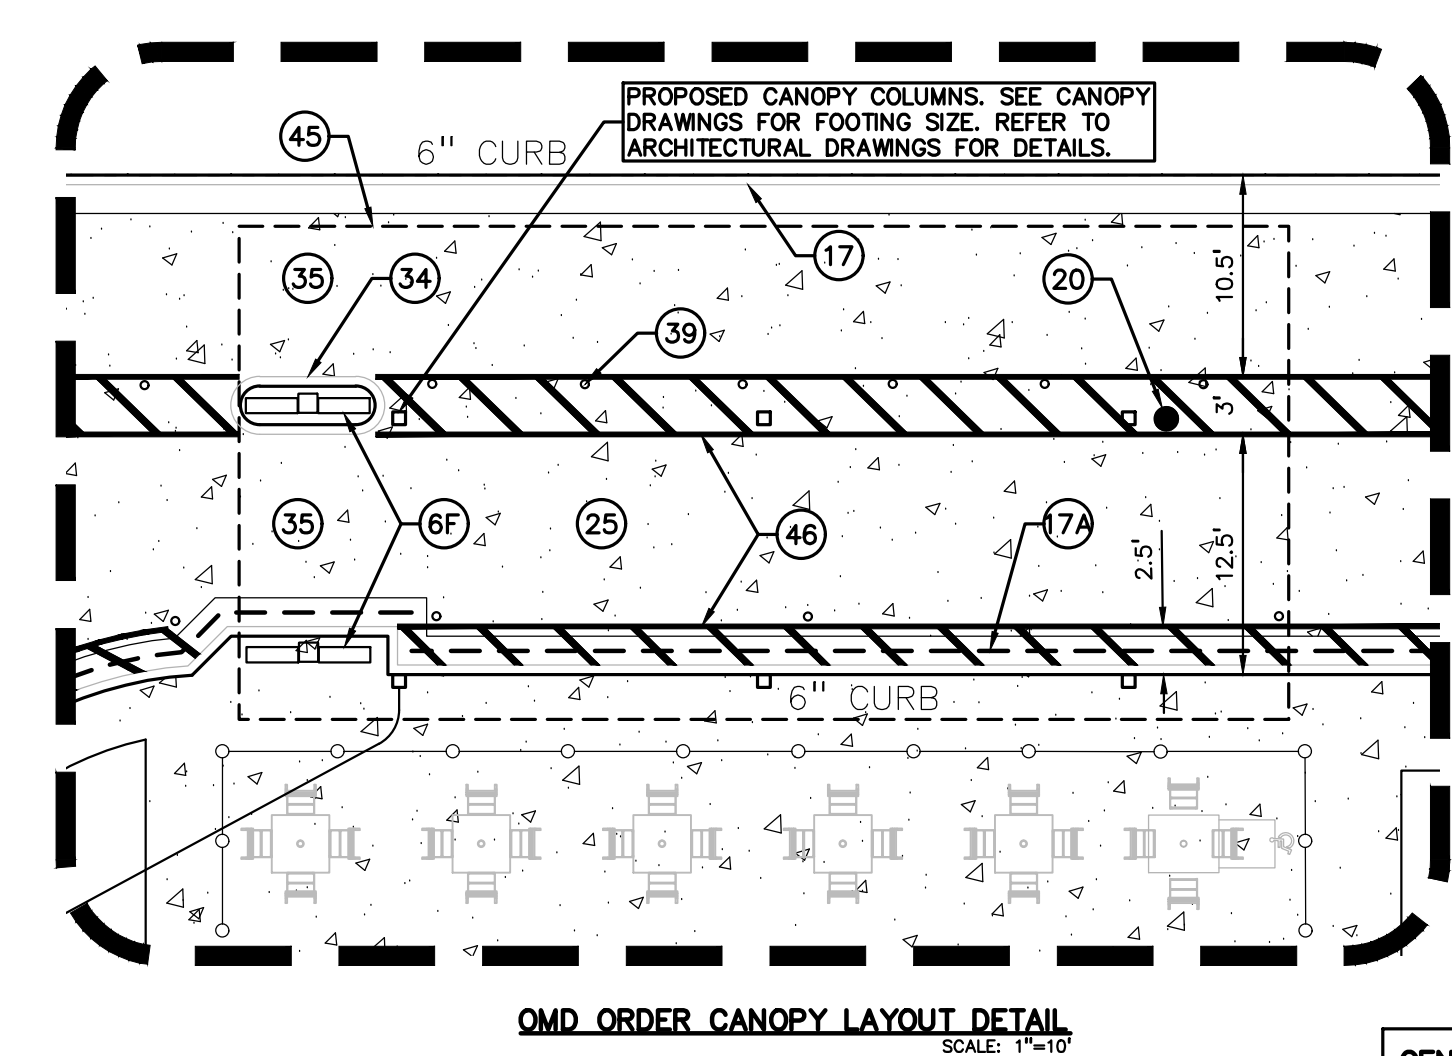 PROPOSED CANOPY COLUMNS. SEE CANOPY
DRAWINGS FOR FOOTING SIZE. REFER TO
ARCHITECTURAL DRAWINGS FOR DETAILS.
45
6" CURB
17
35
34
20
10.5'
39
3'
35
6F
25
46
17A
2.5'
12.5'
6" CURB
OMD ORDER CANOPY LAYOUT DETAIL
SCALE: 1"=10'